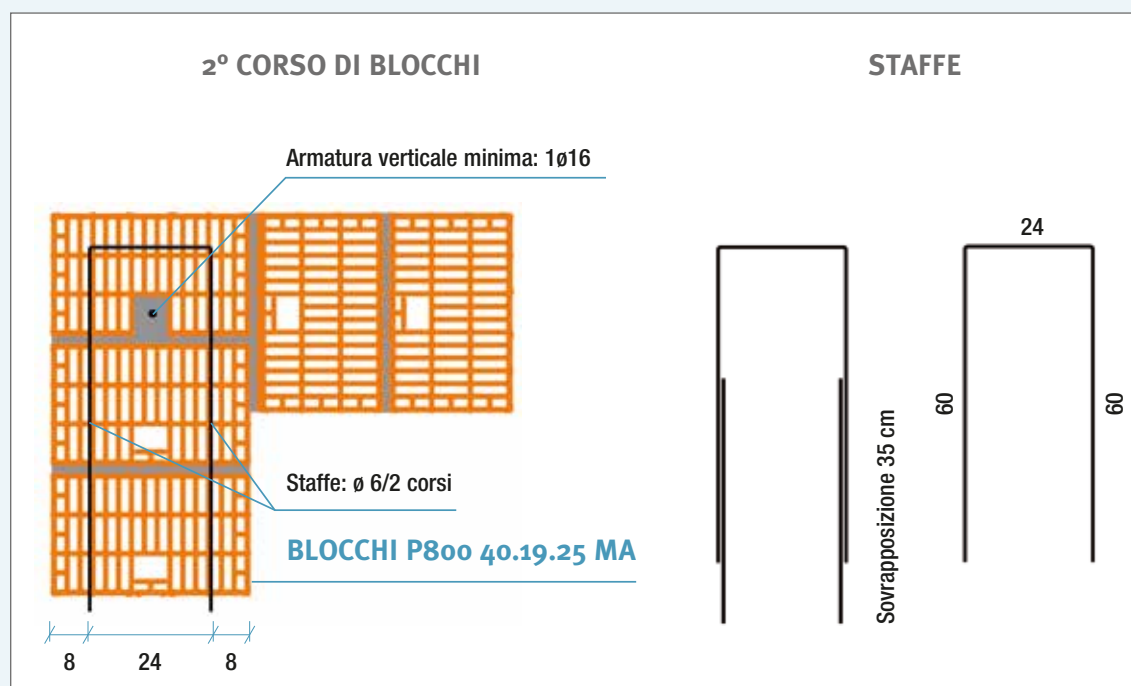 2° CORSO DI BLOCCHI
STAFFE
Armatura verticale minima: 1ø16
24
60
60
Sovrapposizione 35 cm
Staffe: ø 6/2 corsi
BLOCCHI P800 40.19.25 MA
8
24
8